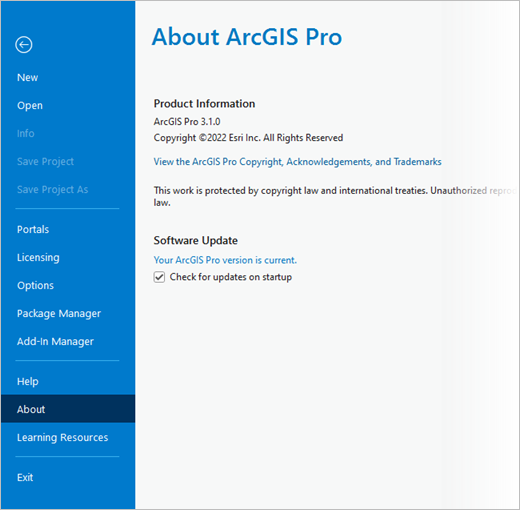 About ArcGIS Pro
New
Open
Info
Save Project
Save Project As
Portals
Licensing
Options
Package Manager
Add-In Manager
Help
About
Learning Resources
Exit
Product Information
ArcGIS Pro 3.1.0
Copyright ©2022 Esri Inc. All Rights Reserved
View the ArcGIS Pro Copyright, Acknowledgements, and Trademarks
This work is protected by copyright law and international treaties. Unauthorized
law.
Software Update
Your ArcGIS Pro version is current.
Check for updates on startup